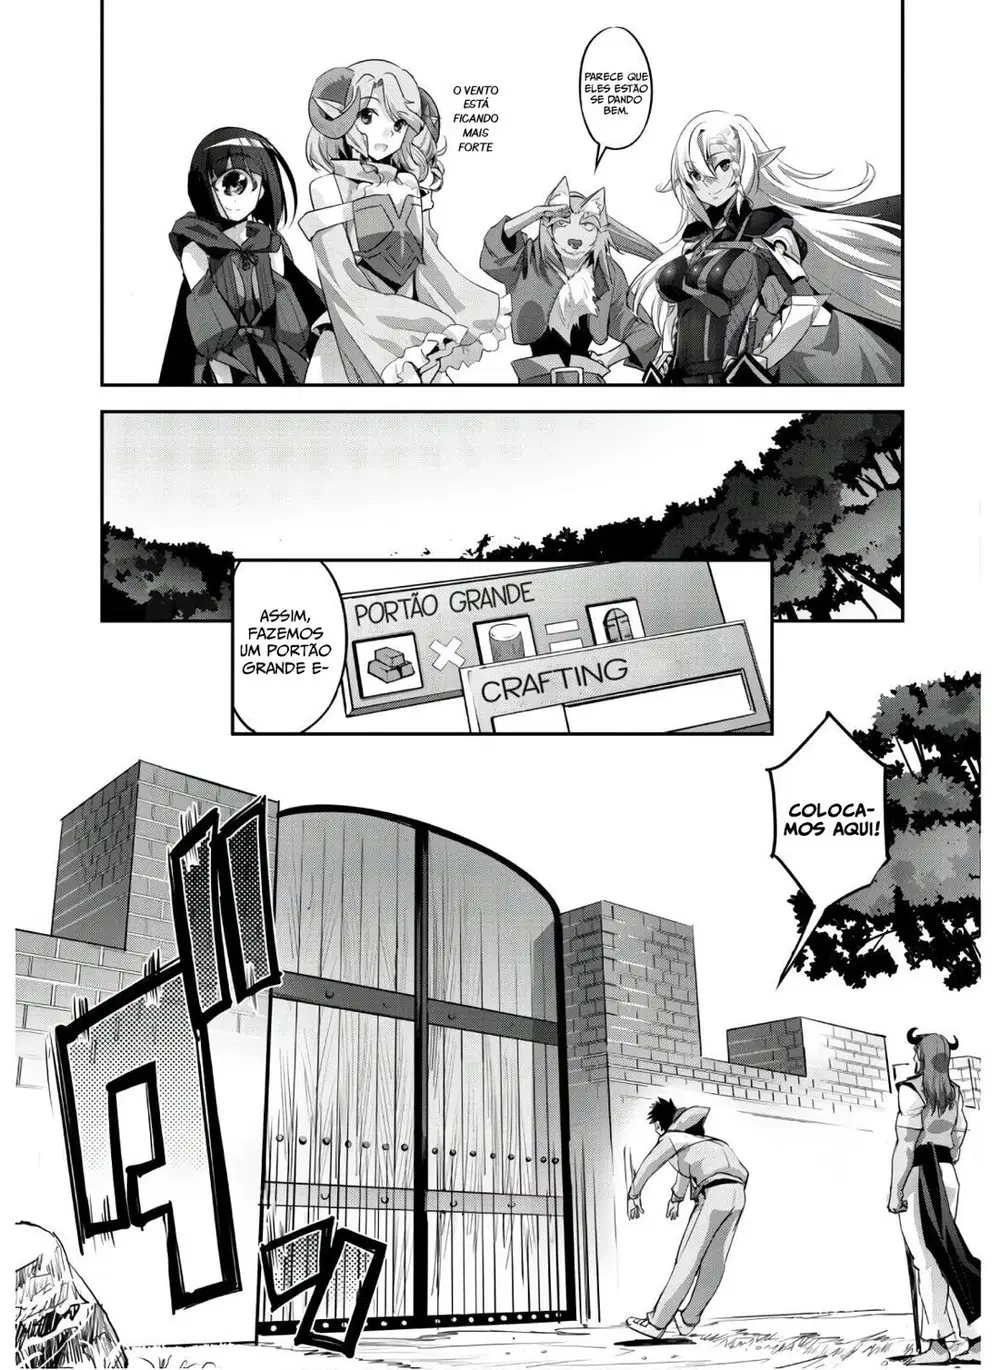 PARECE QUE
ELES ESTÃO
SE DANDO
BEM.
O VENTO
ESTÁ
FICANDO
MAIS
FORTE
ASSIM,
FAZEMOS
UM PORTÃO
GRANDE E-
PORTÃO GRANDE
CRAFTING
COLOCA-
MOS AQUI!